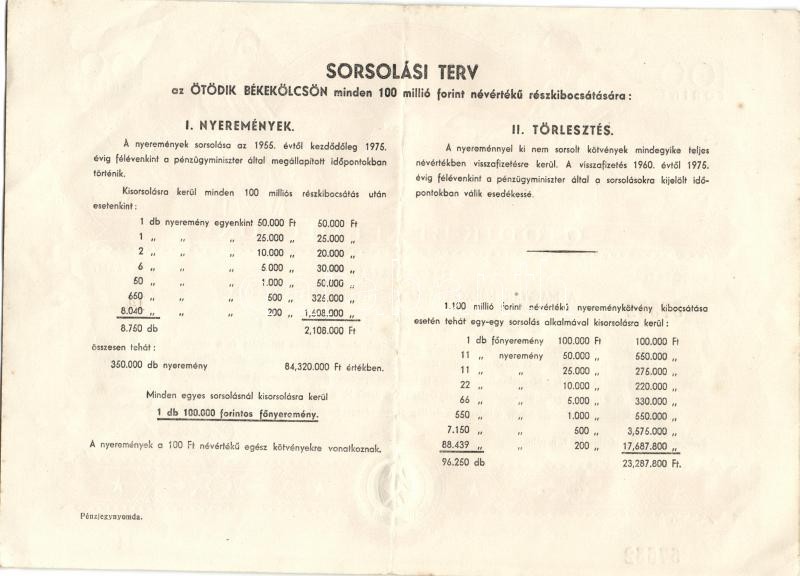 SORSOLÁSI TERV
az ÖTÖDIK BÉKEKÖLCSÖN minden 100 millió forint névértékű részkibocsátására:
I. NYEREMÉNYEK.
A nyeremények sorsolása az 1955. évtől kezdődőleg 1975.
évig félévenkint a pénzügyminiszter által megállapított időpontokban
történik.
Kisorsolásra kerül minden 100 milliós részkibocsátás után
esetenkint:
1 db nyeremény egyenkint 50.000 Ft 50.000 Ft
1 „ „ „ 25.000 „ 25.000 „
2 „ „ „ 10.000 „ 20.000 „
6 „ „ „ 5.000 „ 30.000 „
50 „ „ „ 1.000 „ 50.000 „
650 „ „ „ 500 „ 325.000 „
8.040 „ „ „ 200 „ 1,608.000 „
8.750 db 2,108.000 Ft
összesen tehát:
350.000 db nyeremény 84,320.000 Ft értékben.
Minden egyes sorsolásnál kisorsolásra kerül
1 db 100.000 forintos főnyeremény.
A nyeremények a 100 Ft névértékű egész kötvényekre vonatkoznak.
Pénzjegynyomda.
II. TÖRLESZTÉS.
A nyereménnyel ki nem sorsolt kötvények mindegyike teljes
névértékben visszafizetésre kerül. A visszafizetés 1960. évtől 1975.
évig félévenkint a pénzügyminiszter által a sorsolásokra kijelölt idő-
pontokban válik esedékessé.
1.100 millió forint névértékű nyereménykötvény kibocsátása
esetén tehát egy-egy sorsolás alkalmával kisorsolásra kerül:
1 db főnyeremény 100.000 Ft 100.000 Ft
11 „ nyeremény 50.000 „ 550.000 „
11 „ „ 25.000 „ 275.000 „
22 „ „ 10.000 „ 220.000 „
66 „ „ 5.000 „ 330.000 „
550 „ „ 1.000 „ 550.000 „
7.150 „ „ 500 „ 3,575.000 „
88.439 „ „ 200 „ 17,687.800 „
96.250 db 23,287.800 Ft.